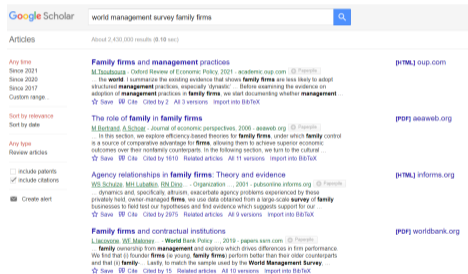 Google Scholar
world management survey family firms
Articles
About 2,430,000 results (0.10 sec)
Any time
Since 2021
Since 2020
Since 2017
Custom range...
Sort by relevance
Sort by date
Any type
Review articles
include patents
include citations
Create alert
Family firms and management practices
[HTML] oup.com
M Tsoutsoura - Oxford Review of Economic Policy, 2021 - academic.oup.com
... the world. I summarize the existing evidence that shows family firms are less likely to adopt
structured management practices, especially 'dynastic' ... Before examining the evidence on
adoption of management practices in family firms, we start documenting whether management ...
Save Cite Cited by 2 All 3 versions Import into BibTeX
The role of family in family firms
[PDF] aeaweb.org
M Bertrand, A Schoar - Journal of economic perspectives, 2006 - aeaweb.org
... In this section, we explore efficiency-based theories for family firms, under which family control
is a source of comparative advantage for firms, allowing them to achieve superior economic
outcomes over their nonfamily counterparts. In the following section, we turn to the cultural ...
Save Cite Cited by 1610 Related articles All 11 versions Import into BibTeX
Agency relationships in family firms: Theory and evidence
[HTML] informs.org
WS Schulze, MH Lubatkin, RN Dino... - Organization ..., 2001 - pubsonline.informs.org
... dynamics and, specifically, altruism, exacerbate agency problems experienced by these
privately held, owner-managed firms, we use data obtained from a large-scale survey of family
businesses in field test our hypotheses and find evidence which suggests support for our ...
Save Cite Cited by 2975 Related articles All 9 versions Import into BibTeX
Family firms and contractual institutions
[PDF] worldbank.org
L Iacovone, WF Maloney... - World Bank Policy ..., 2019 - papers.ssrn.com
... family ownership from management and explore which drives differences in firm performance.
We find that (i) founder firms (ie young, family firms) perform better than their older counterparts
and that (ii) family- ... Lastly, to match the sample used by the World Management Survey, ...
Save Cite Cited by 15 Related articles All 10 versions Import into BibTeX